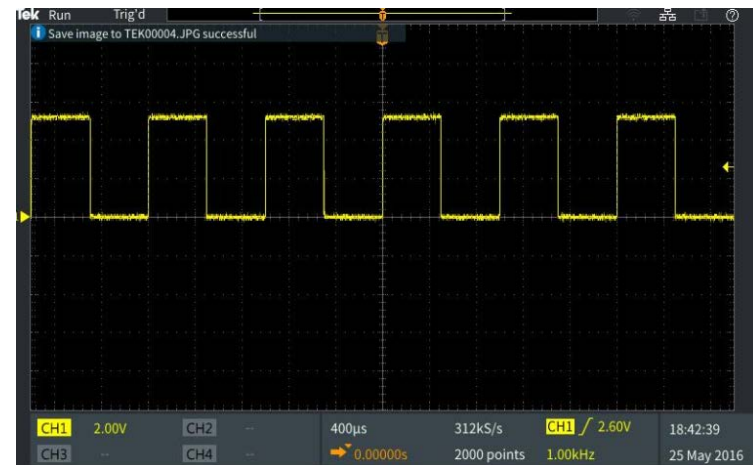 Tek Run Trig'd
Save image to TEK00004.JPG successful
CH1 2.00V CH2 -- 400µs 312kS/s CH1 2.60V 18:42:39
CH3 -- CH4 -- 0.00000s 2000 points 1.00kHz 25 May 2016